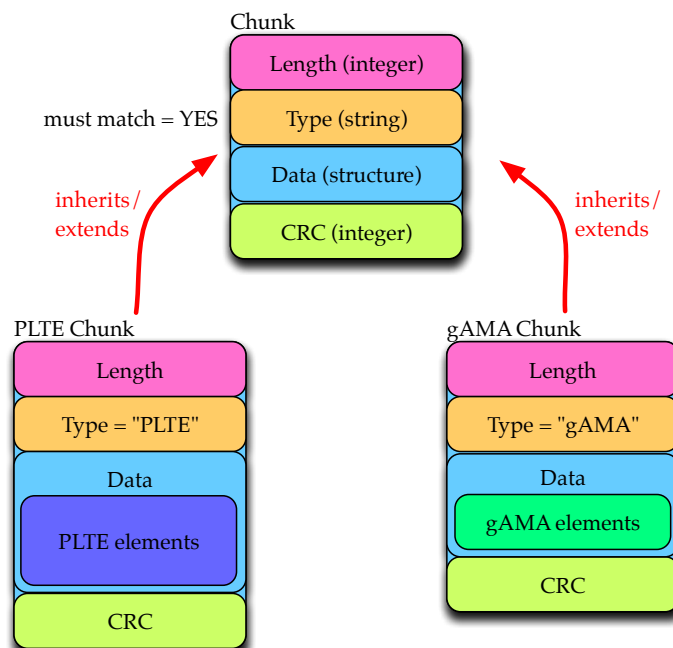 Chunk
Length (integer)
must match = YES
Type (string)
Data (structure)
CRC (integer)
inherits/
extends
inherits/
extends
PLTE Chunk
Length
Type = "PLTE"
Data
PLTE elements
CRC
gAMA Chunk
Length
Type = "gAMA"
Data
gAMA elements
CRC